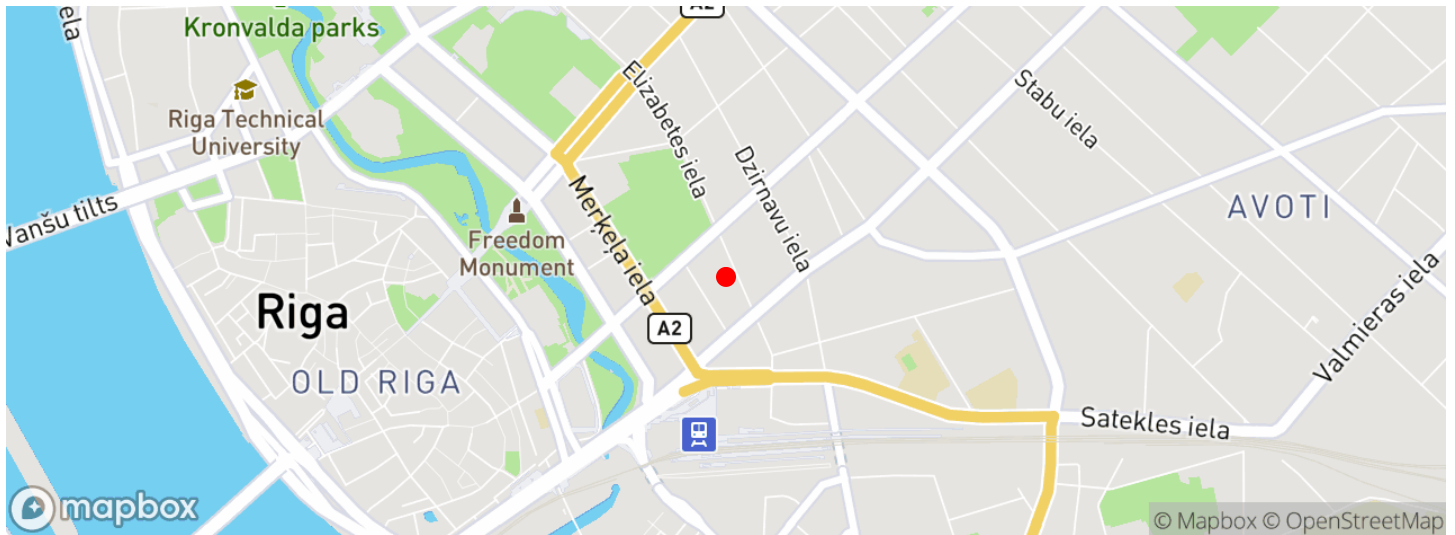 A2
Kronvalda parks
iela
Elizabetes iela
Stabu iela
Riga Technical
University
Dzirnavu iela
Vanšu tilts
Merķeļa iela
AVOTI
Freedom
Monument
Riga
A2
Valmieras iela
OLD RIGA
Satekles iela
mapbox
© Mapbox © OpenStreetMap